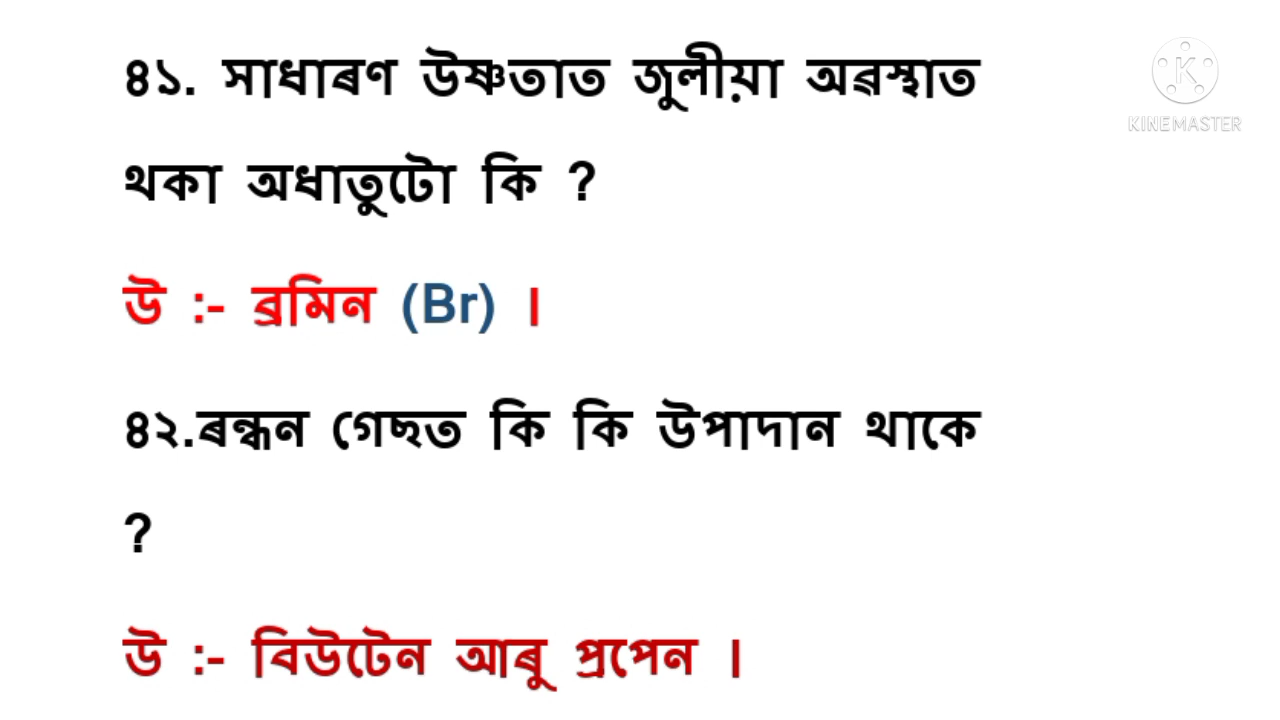 ৪১. সাধাৰণ উষ্ণতাত জুলীয়া অৱস্থাত
থকা অধাতুটো কি ?
উ :- ব্ৰমিন (Br) ।
৪২.ৰন্ধন গেছত কি কি উপাদান থাকে
?
উ :- বিউটেন আৰু প্ৰপেন ।
KINEMASTER